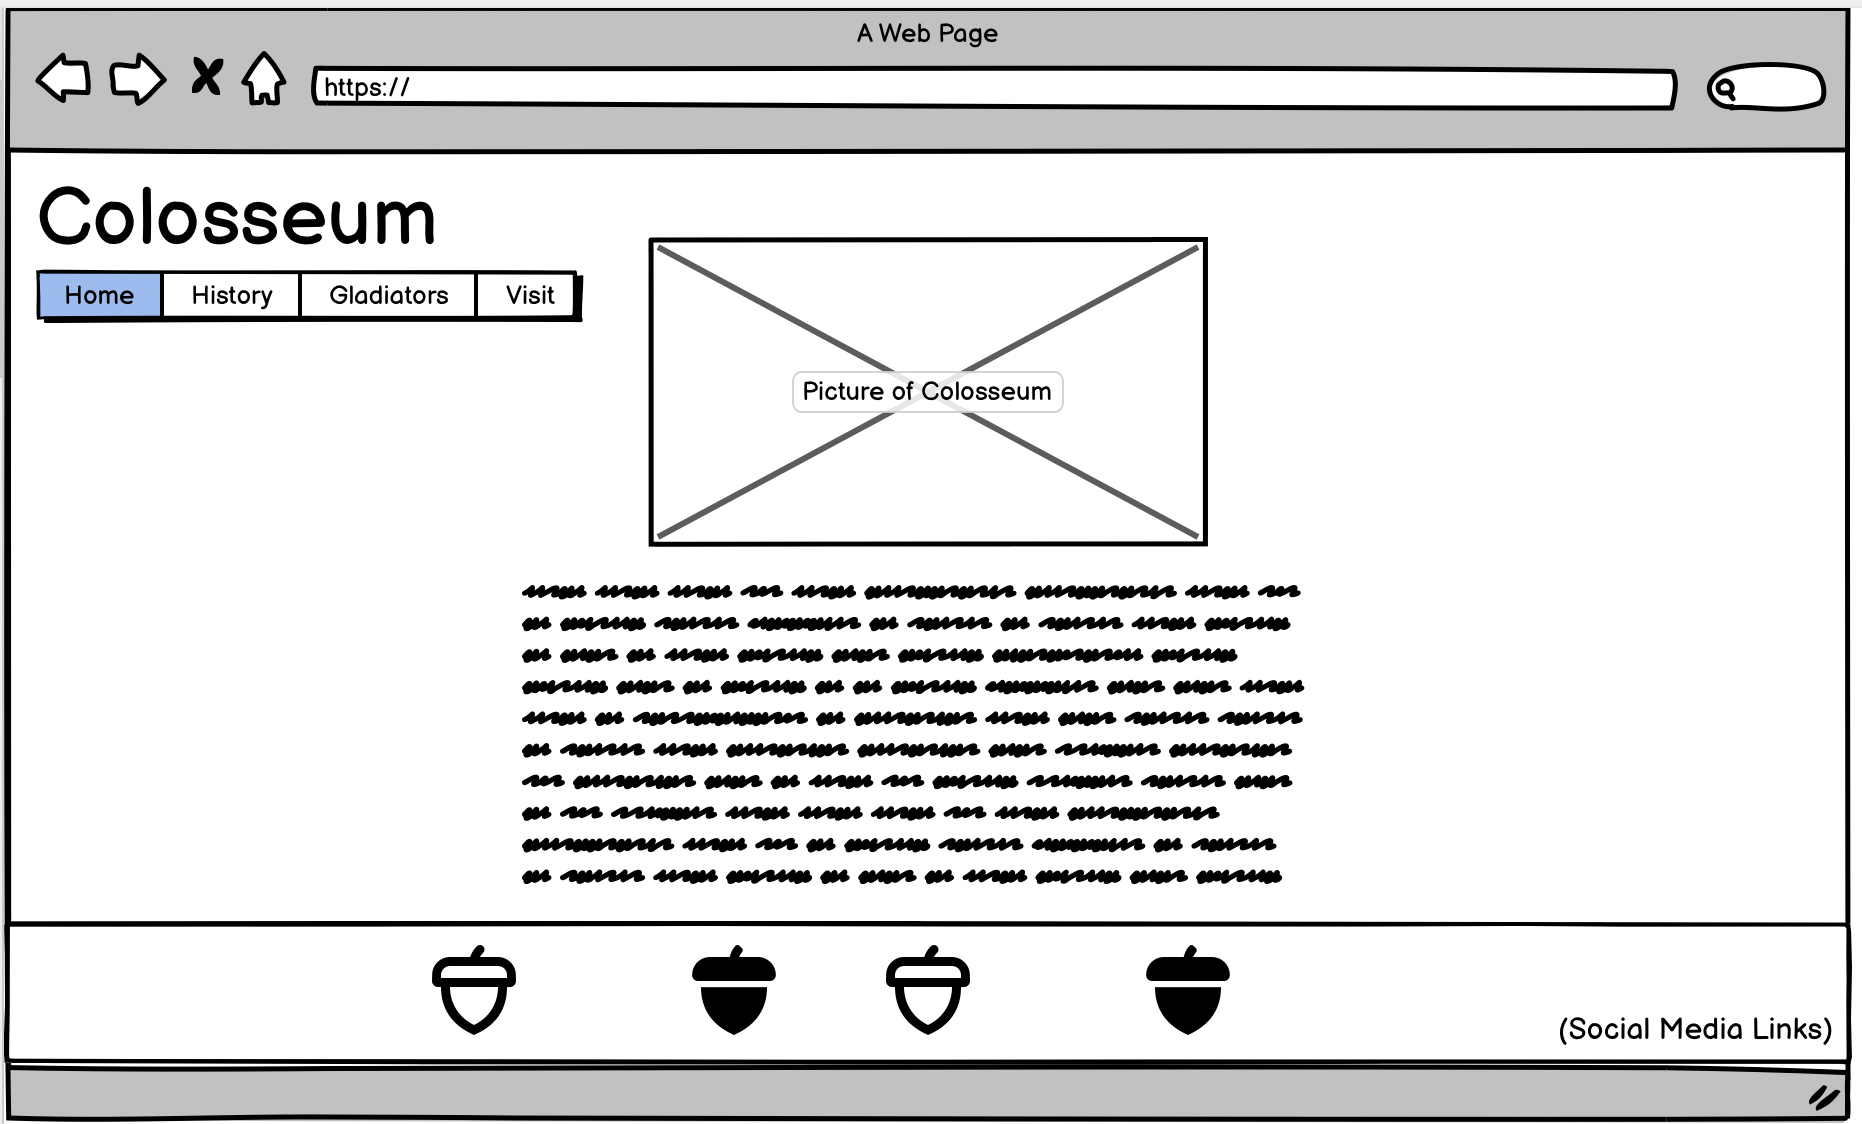 A Web Page
https://
Colosseum
Home History Gladiators Visit
Picture of Colosseum
(Social Media Links)